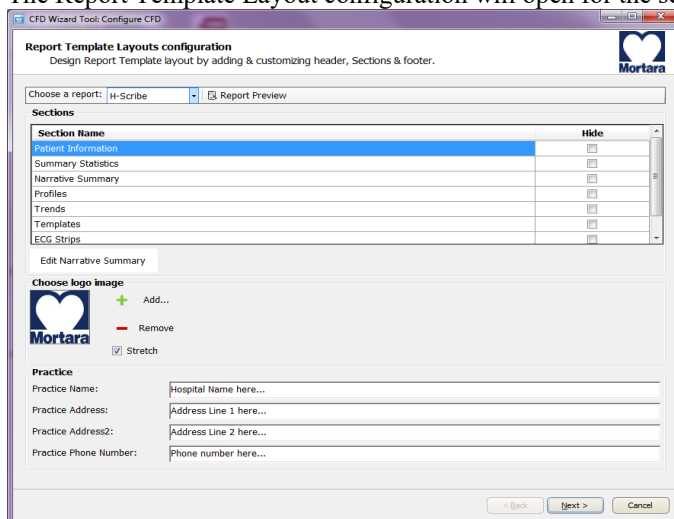 The Report Template Layout configuration will open for the se
CFD Wizard Tool: Configure CFD
Report Template Layouts configuration
Design Report Template layout by adding & customizing header, Sections & footer.
Mortara
Choose a report: H-Scribe Report Preview
Sections
Section Name Hide
Patient Information
Summary Statistics
Narrative Summary
Profiles
Trends
Templates
ECG Strips
Edit Narrative Summary
Choose logo image
Mortara
Add...
Remove
Stretch
Practice
Practice Name: Hospital Name here...
Practice Address: Address Line 1 here...
Practice Address2: Address Line 2 here...
Practice Phone Number: Phone number here...
< Back Next > Cancel